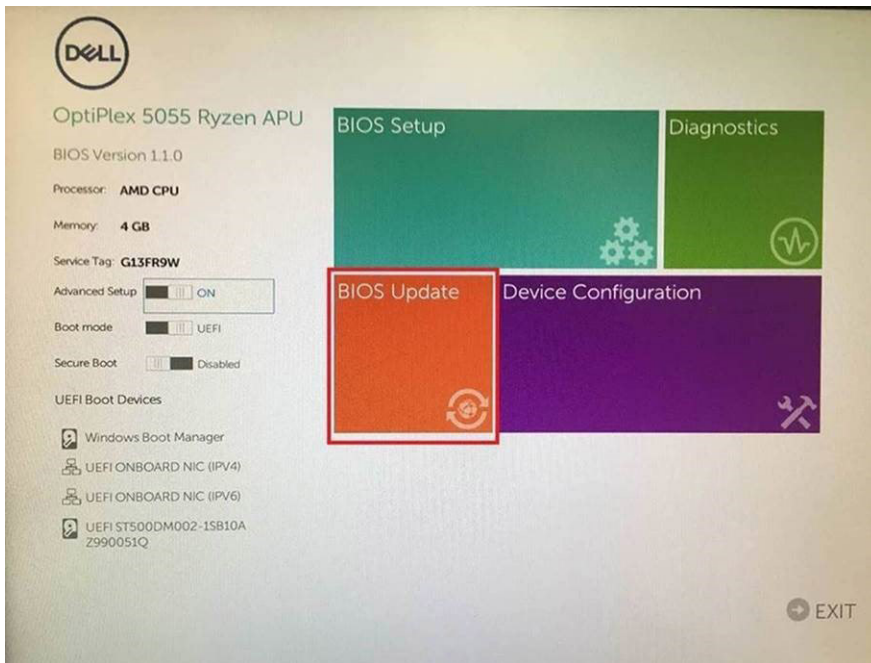 DELL
OptiPlex 5055 Ryzen APU
BIOS Version 1.1.0
Processor: AMD CPU
Memory: 4 GB
Service Tag: G13FR9W
Advanced Setup ON
Boot mode UEFI
Secure Boot Disabled
UEFI Boot Devices
Windows Boot Manager
UEFI ONBOARD NIC (IPV4)
UEFI ONBOARD NIC (IPV6)
UEFI ST500DM002-1SB10A
Z990051Q
BIOS Setup
Diagnostics
BIOS Update
Device Configuration
EXIT